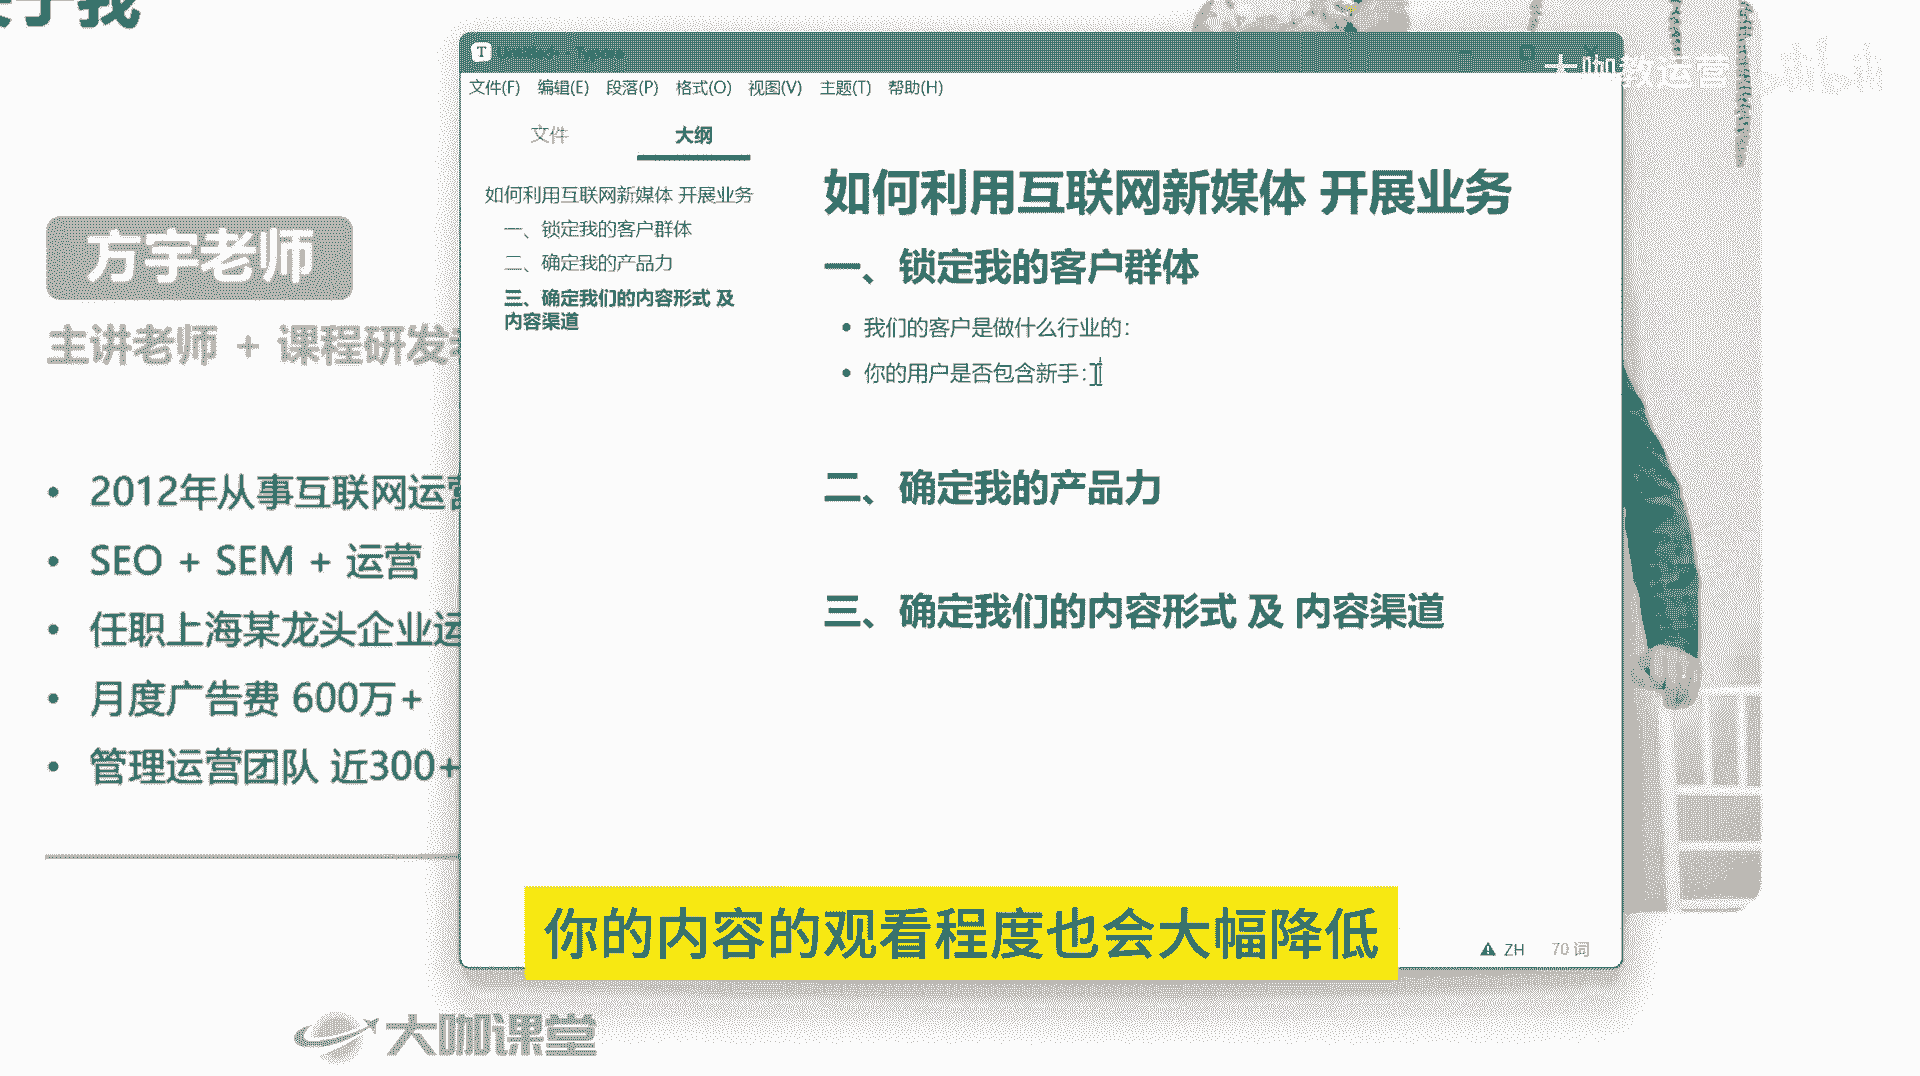 关于我
方宇老师
主讲老师 + 课程研发
2012年从事互联网运营
SEO + SEM + 运营
任职上海某龙头企业运
月度广告费 600万+
管理运营团队 近300+
大咖课堂
T
文件(F) 编辑(E) 段落(P) 格式(O) 视图(V) 主题(T) 帮助(H)
文件 大纲
如何利用互联网新媒体 开展业务
一、锁定我的客户群体
二、确定我的产品力
三、确定我们的内容形式 及
内容渠道
如何利用互联网新媒体 开展业务
一、锁定我的客户群体
我们的客户是做什么行业的:
你的用户是否包含新手:
二、确定我的产品力
三、确定我们的内容形式 及 内容渠道
ZH 70 词
大咖教运营 bilibili
你的内容的观看程度也会大幅降低